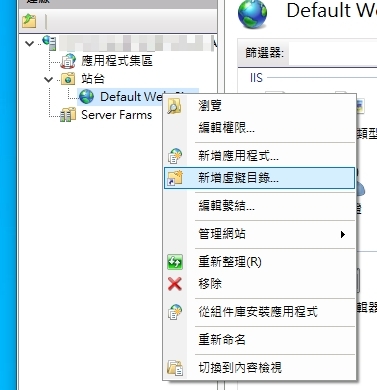 Default We
應用程式集區
站台
Default Web
Server Farms
篩選器:
IIS
瀏覽
編輯權限...
新增應用程式...
新增虛擬目錄...
編輯繫結...
管理網站
重新整理(R)
移除
從組件庫安裝應用程式
重新命名
切換到內容檢視
類型